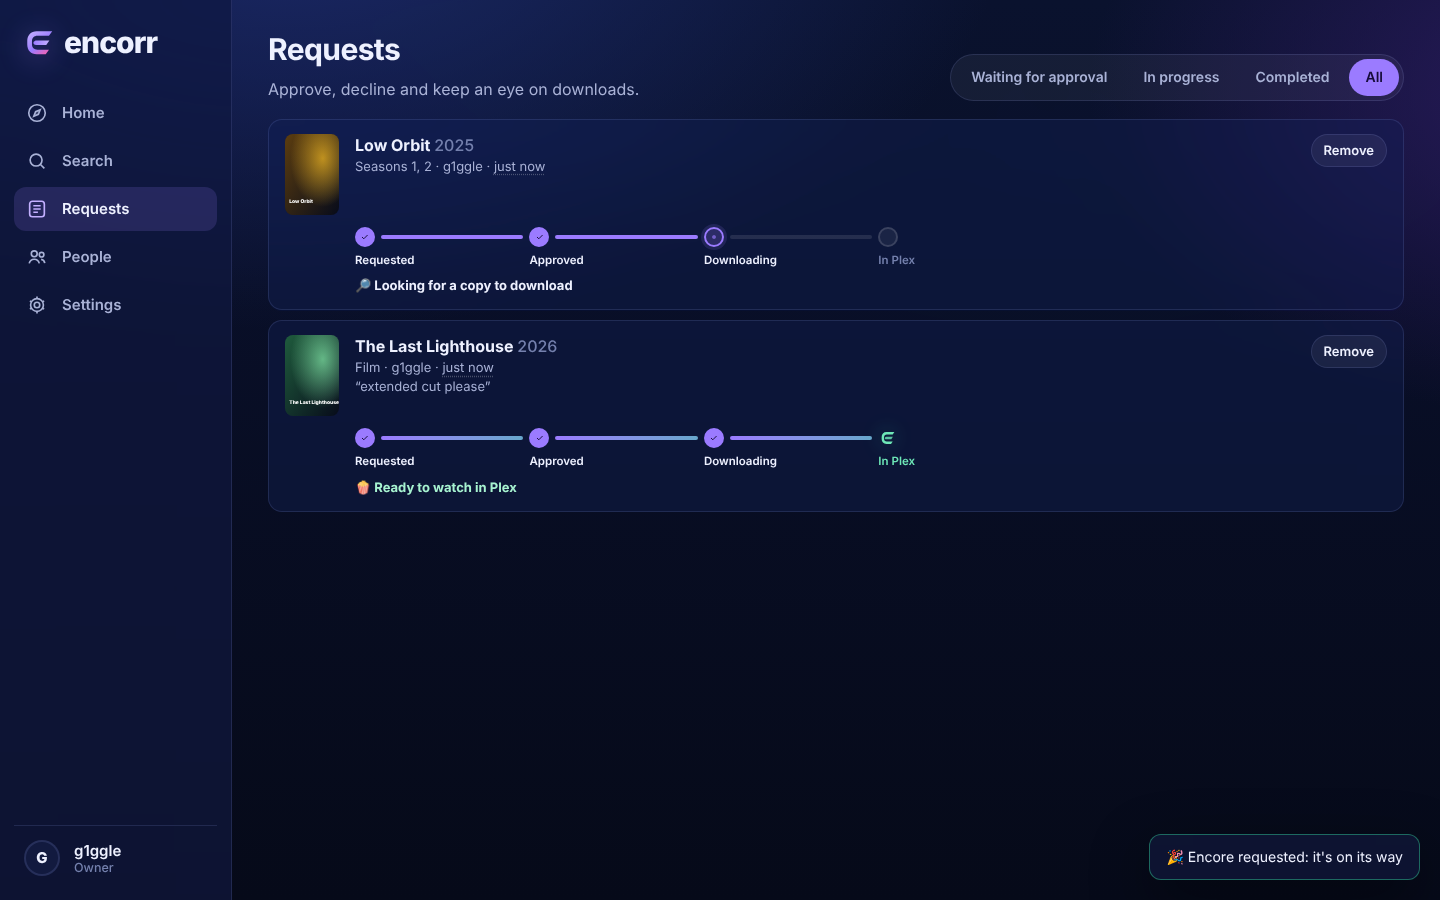 encorr
Home
Search
Requests
People
Settings
g1ggle
Owner
G
Requests
Approve, decline and keep an eye on downloads.
Waiting for approval
In progress
Completed
All
Low Orbit
Low Orbit 2025
Seasons 1, 2 · g1ggle · just now
Remove
Requested
Approved
Downloading
In Plex
🔎 Looking for a copy to download
The Last Lighthouse
The Last Lighthouse 2026
Film · g1ggle · just now
“extended cut please”
Remove
Requested
Approved
Downloading
In Plex
🍿 Ready to watch in Plex
🎉 Encore requested: it's on its way